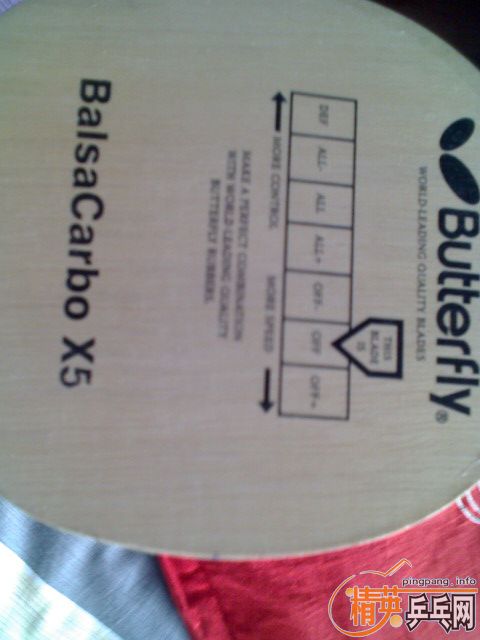 Butterfly®
WORLD-LEADING QUALITY BLADES
THIS
BLADE
IS
DEF ALL- ALL ALL+ OFF- OFF OFF+
MORE CONTROL MORE SPEED
MAKE A PERFECT COMBINATION
WITH WORLD-LEADING QUALITY
BUTTERFLY RUBBERS.
BalsaCarbo X5
pingpang.info
精英乒乓网